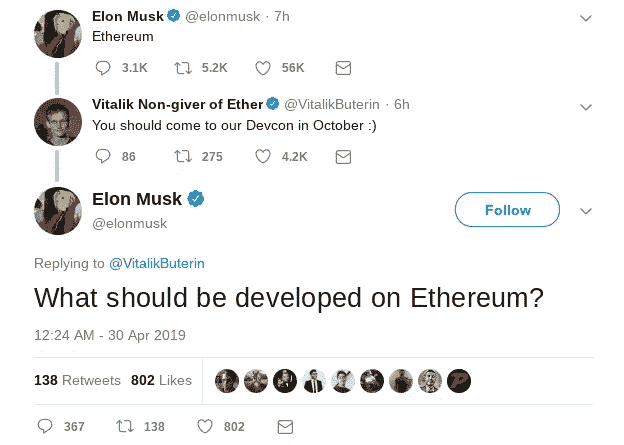 Elon Musk @elonmusk · 7h
Ethereum
3.1K 5.2K 56K
Vitalik Non-giver of Ether @VitalikButerin · 6h
You should come to our Devcon in October :)
86 275 4.2K
Elon Musk
@elonmusk
Follow
Replying to @VitalikButerin
What should be developed on Ethereum?
12:24 AM - 30 Apr 2019
138 Retweets 802 Likes
367 138 802